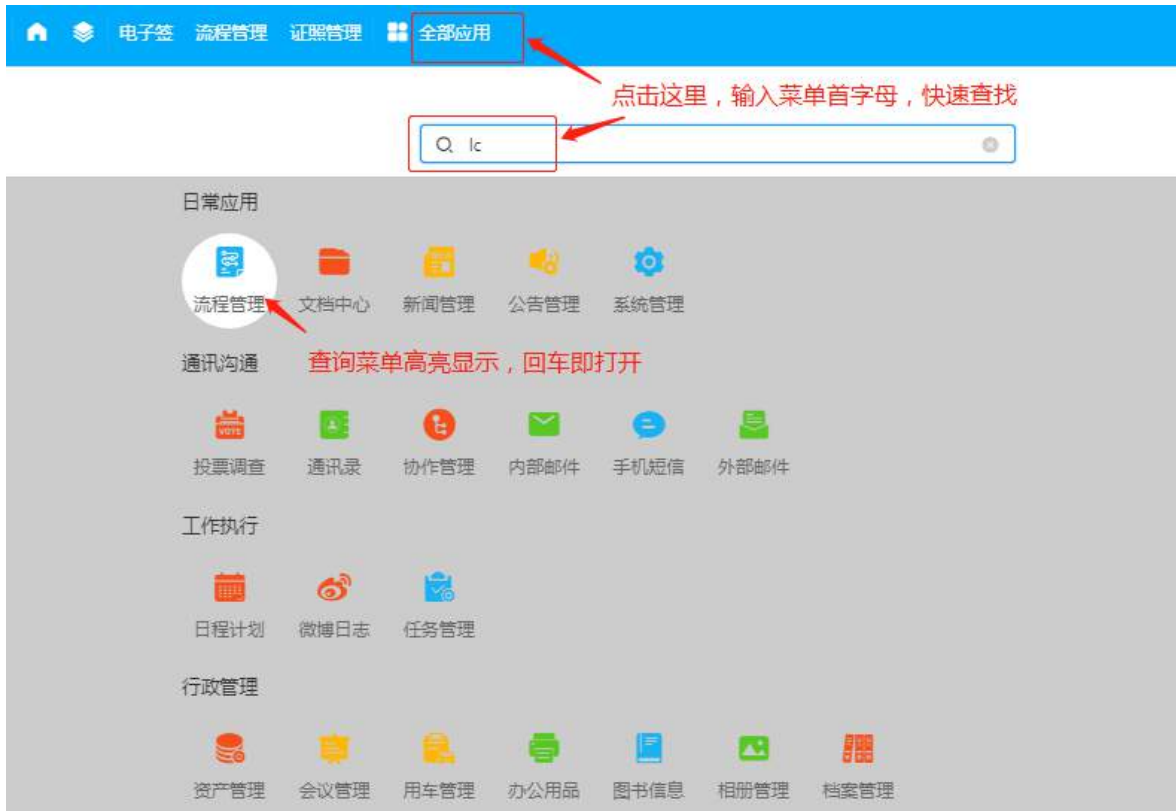 电子签 流程管理 证照管理 全部应用
点击这里，输入菜单首字母，快速查找
lc
日常应用
流程管理 文档中心 新闻管理 公告管理 系统管理
通讯沟通 查询菜单高亮显示，回车即打开
VOTE
投票调查 通讯录 协作管理 内部邮件 手机短信 外部邮件
工作执行
日程计划 微博日志 任务管理
行政管理
资产管理 会议管理 用车管理 办公用品 图书信息 相册管理 档案管理